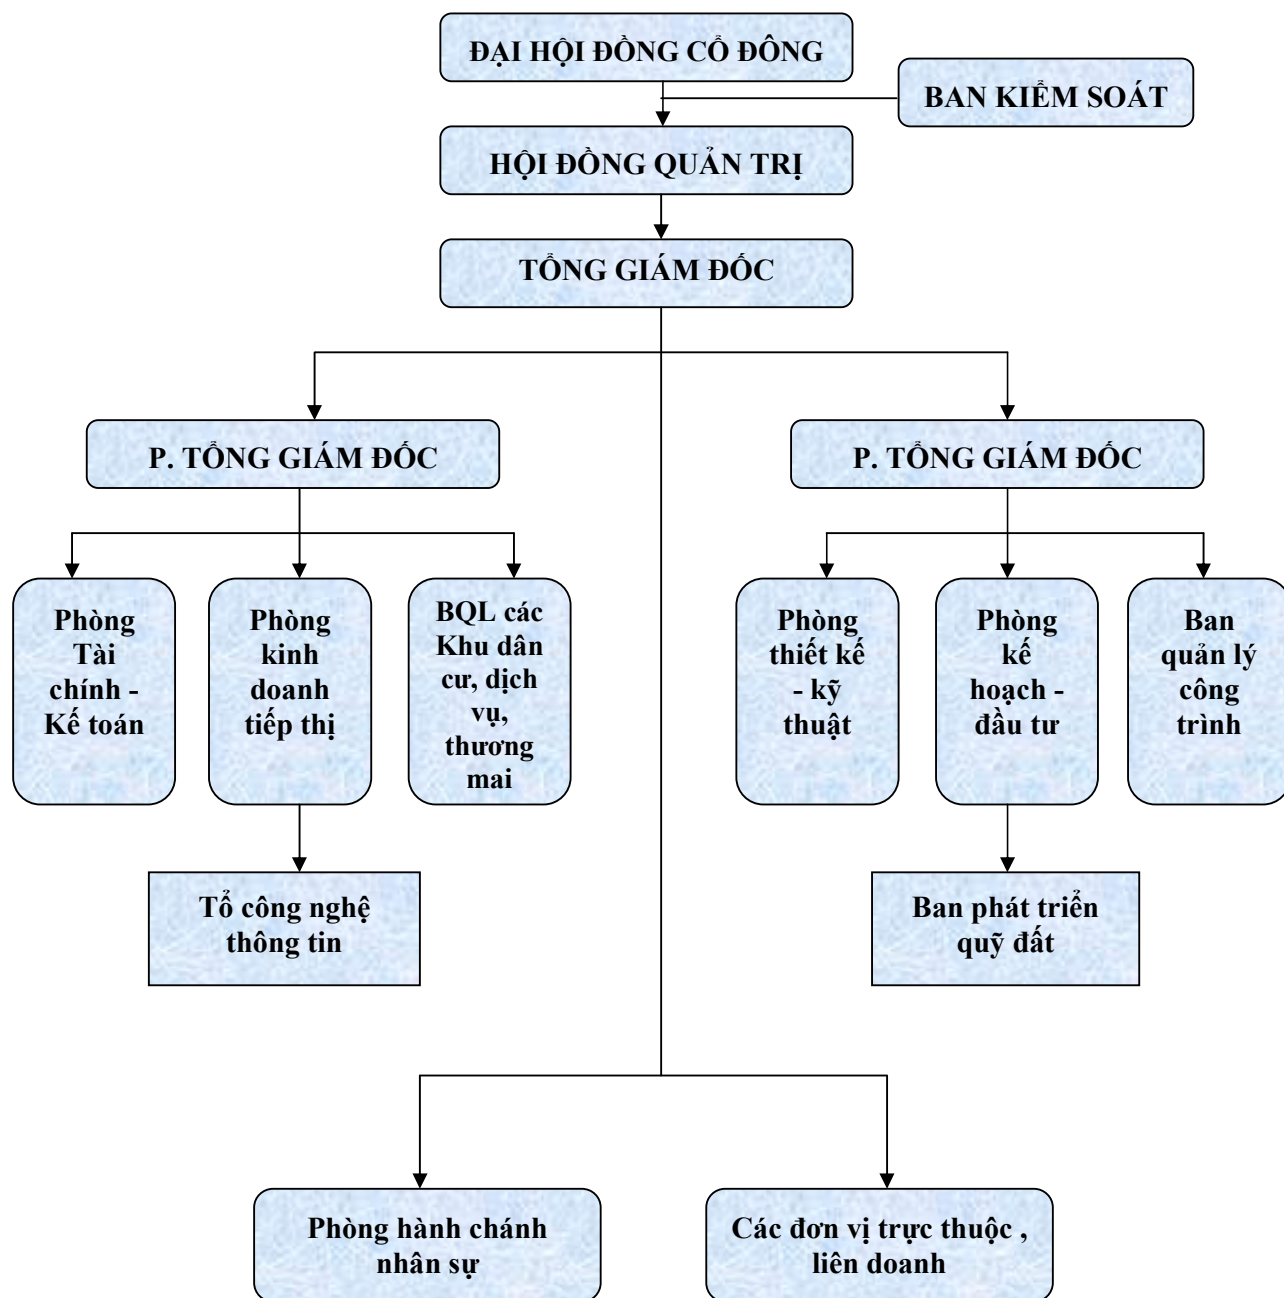 ĐẠI HỘI ĐỒNG CỔ ĐÔNG
BAN KIỂM SOÁT
HỘI ĐỒNG QUẢN TRỊ
TỔNG GIÁM ĐỐC
P. TỔNG GIÁM ĐỐC
P. TỔNG GIÁM ĐỐC
Phòng
Tài
chính -
Kế toán
Phòng
kinh
doanh
tiếp thị
BQL các
Khu dân
cư, dịch
vụ,
thương
mai
Phòng
thiết kế
- kỹ
thuật
Phòng
kế
hoạch -
đầu tư
Ban
quản lý
công
trình
Tổ công nghệ
thông tin
Ban phát triển
quỹ đất
Phòng hành chánh
nhân sự
Các đơn vị trực thuộc ,
liên doanh